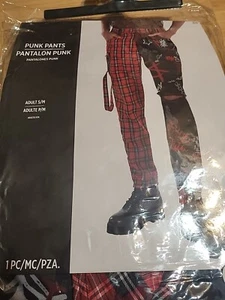 PUNK PANTS
PANTALON PUNK
PANTALONES PUNK
ADULT S/M
ADULTE P/M
1 PC/MC/PZA.